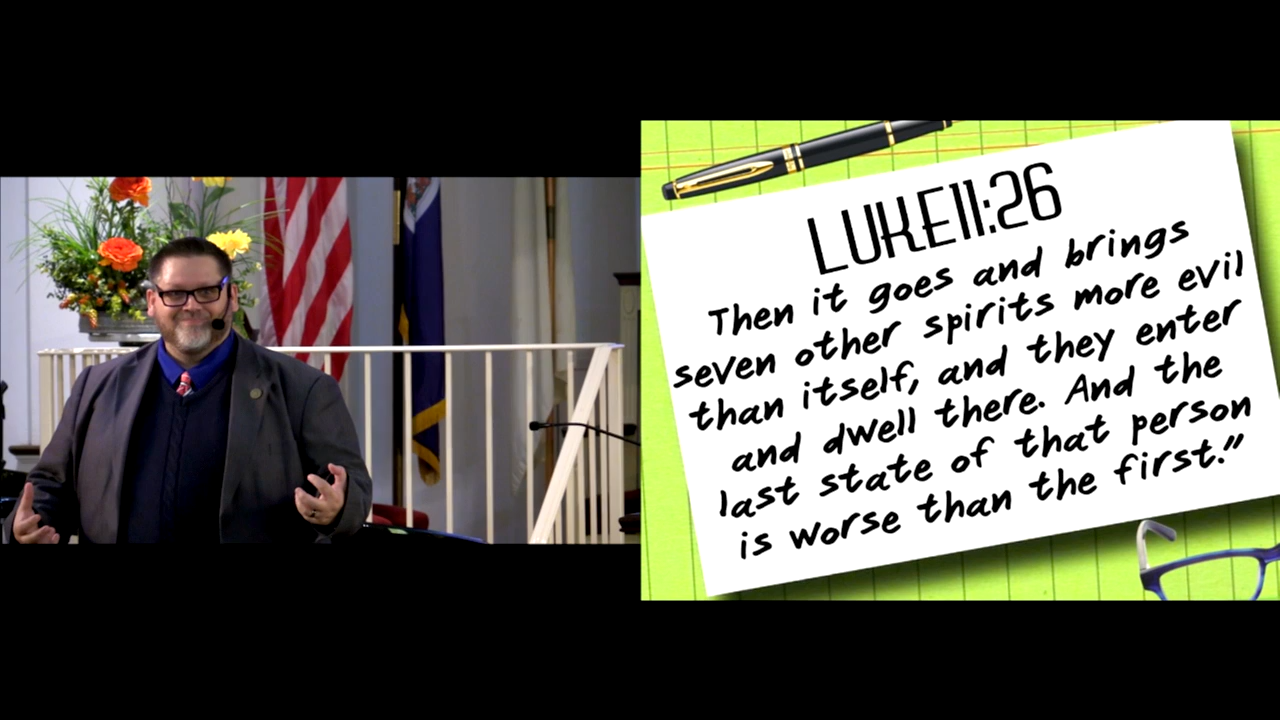 LUKE11:26
Then it goes and brings
seven other spirits more evil
than itself, and they enter
and dwell there. And the
last state of that person
is worse than the first.”